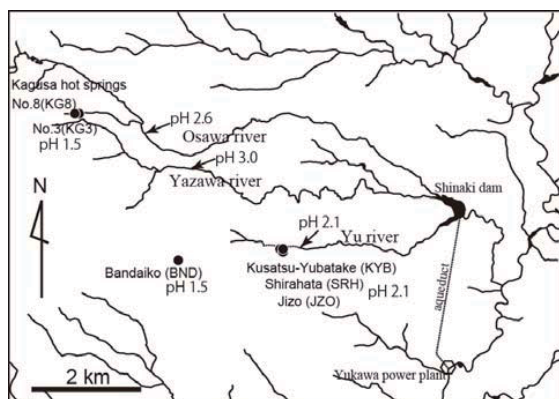 Kagusa hot springs
No.8(KG8)
No.3(KG3)
pH 1.5
pH 2.6
Osawa river
pH 3.0
Yazawa river
N
Shinaki dam
pH 2.1
Yu river
Bandaiko (BND)
pH 1.5
Kusatsu-Yubatake (KYB)
Shirahata (SRH)
Jizo (JZO)
pH 2.1
aqueduct
Yukawa power plant
2 km